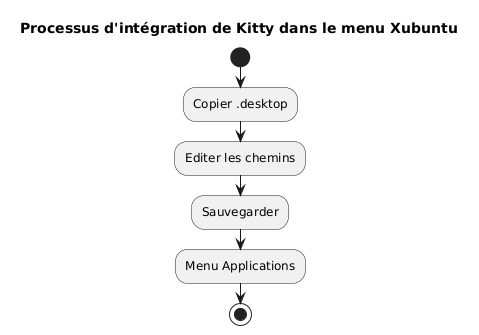 Processus d'intégration de Kitty dans le menu Xubuntu
Copier .desktop
Editer les chemins
Sauvegarder
Menu Applications